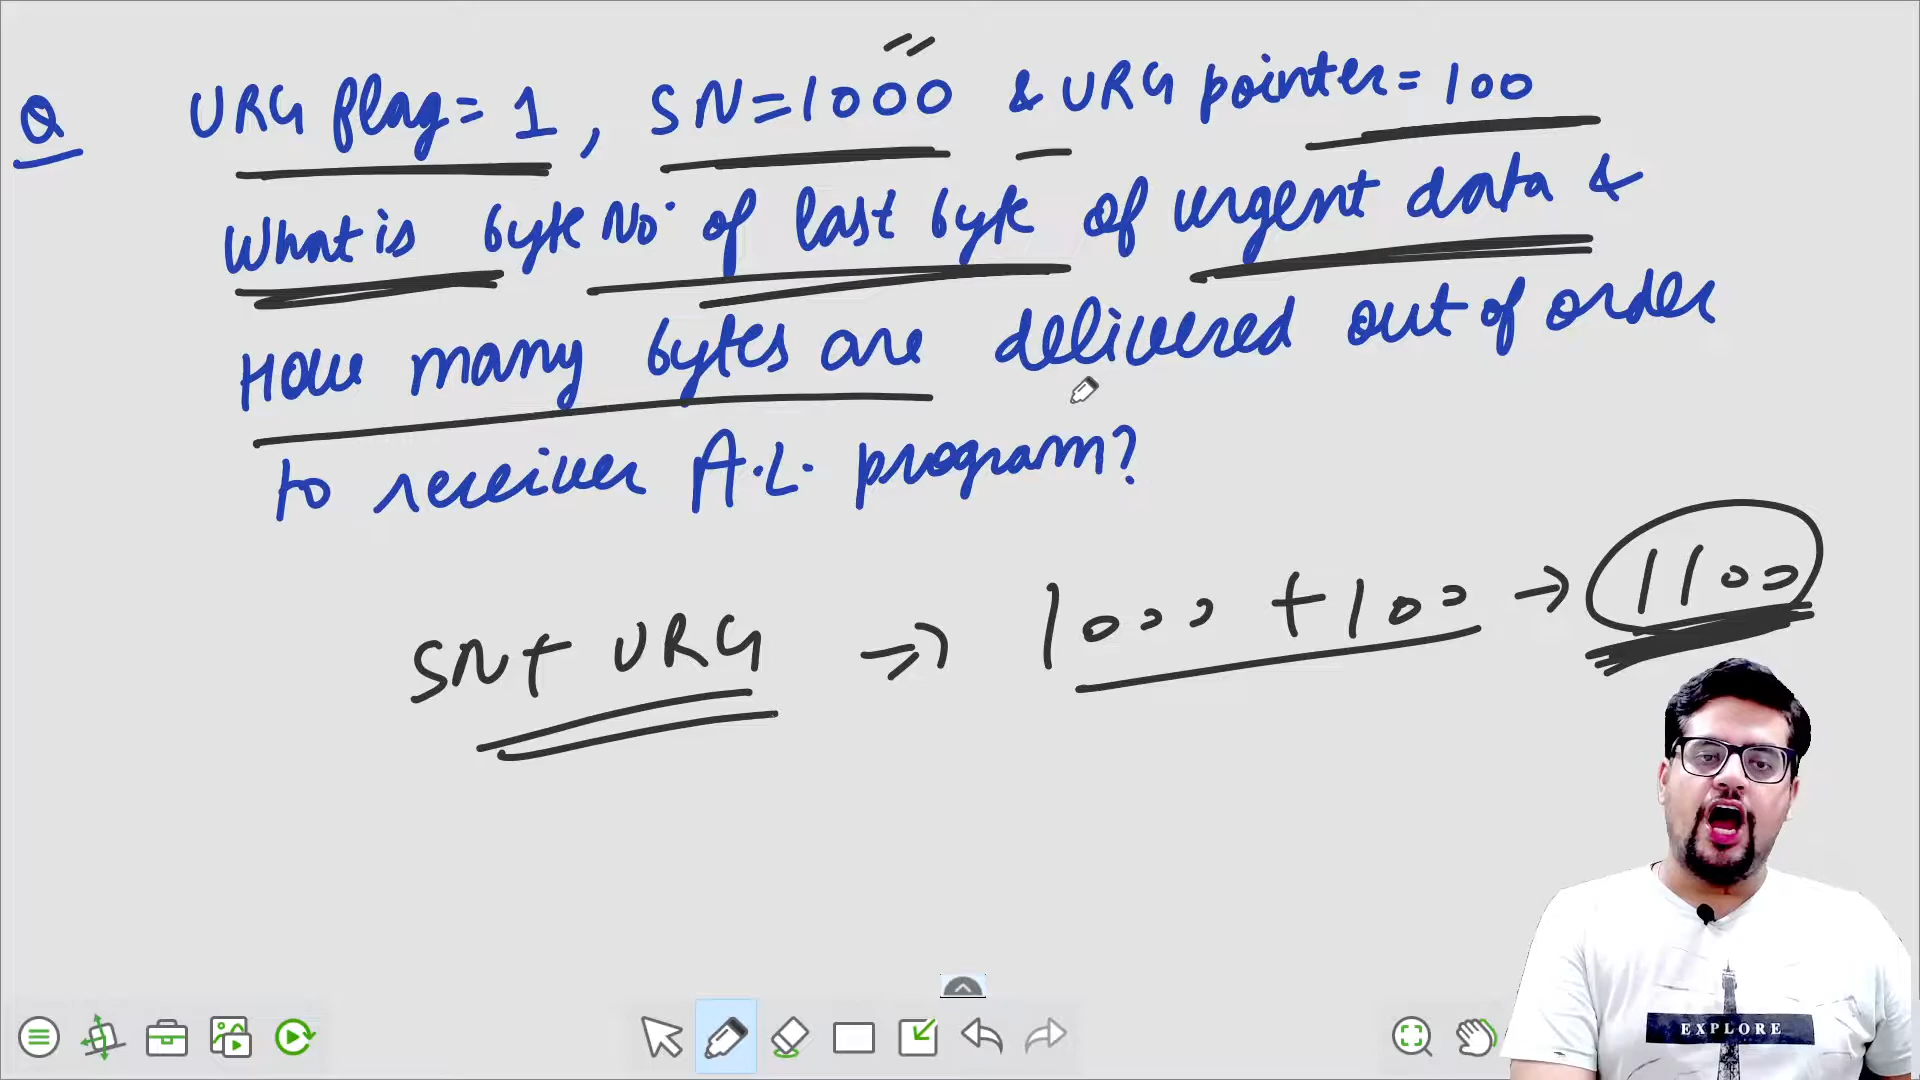 Q URG flag = 1, SN=1000 & URG pointer = 100
What is byte No. of last byte of urgent data &
How many bytes are delivered out of order
to receiver A.L. program?
SN + URG → 1000 + 100 → 1100
EXPLORE